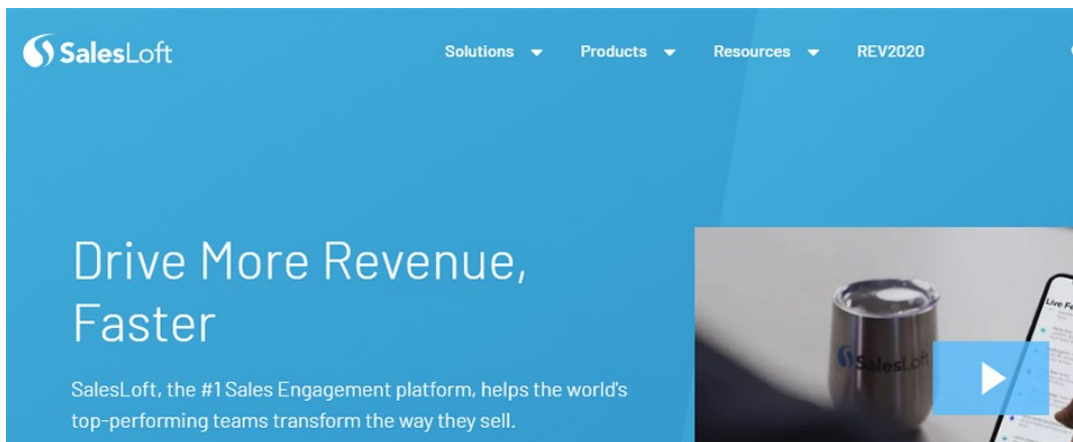 SalesLoft
Solutions
Products
Resources
REV2020
Drive More Revenue,
Faster
SalesLoft, the #1 Sales Engagement platform, helps the world's
top-performing teams transform the way they sell.
SalesLoft
Live